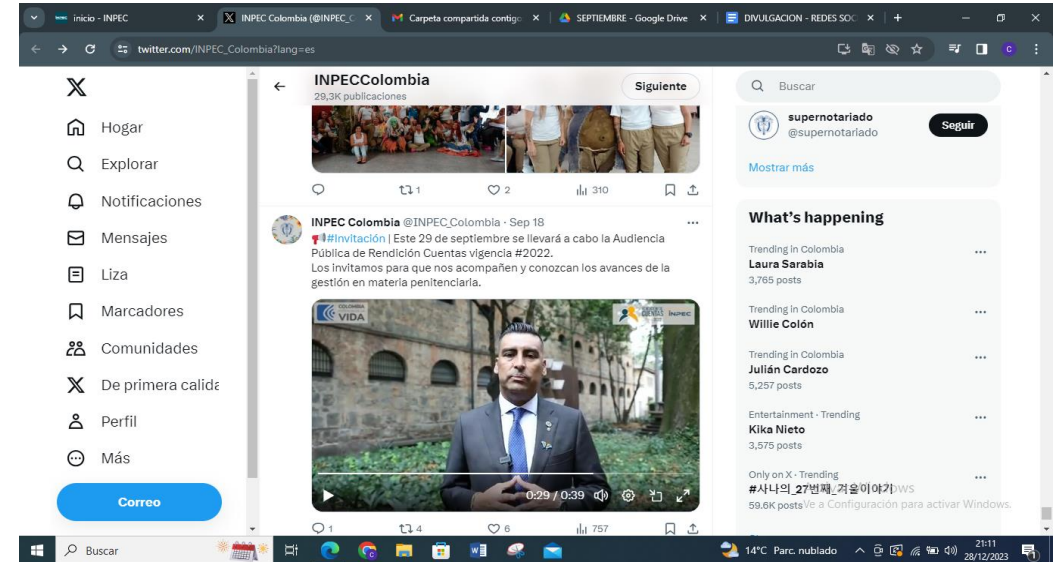 inicio - INPEC
INPEC Colombia (@INPEC_C
Carpeta compartida contigo
SEPTIEMBRE - Google Drive
DIVULGACION - REDES SOC
twitter.com/INPEC_Colombia?lang=es
C
X
Hogar
Explorar
Notificaciones
Mensajes
Liza
Marcadores
Comunidades
De primera calida
Perfil
Más
Correo
INPECColombia
29,3K publicaciones
Siguiente
1
2
310
INPEC Colombia @INPEC_Colombia · Sep 18
#Invitación | Este 29 de septiembre se llevará a cabo la Audiencia
Pública de Rendición Cuentas vigencia #2022.
Los invitamos para que nos acompañen y conozcan los avances de la
gestión en materia penitenciaria.
COLOMBIA
VIDA
CUENTAS
INPEC
0:29 / 0:39
1
4
6
757
Buscar
supernotariado
@supernotariado
Seguir
Mostrar más
What's happening
Trending in Colombia
Laura Sarabia
3,765 posts
Trending in Colombia
Willie Colón
Trending in Colombia
Julián Cardozo
5,257 posts
Entertainment · Trending
Kika Nieto
3,575 posts
Only on X · Trending
#사나의_27번째_겨울이야기
59.6K posts
Ve a Configuración para activar Windows.
Buscar
14°C Parc. nublado
21:11
28/12/2023
1